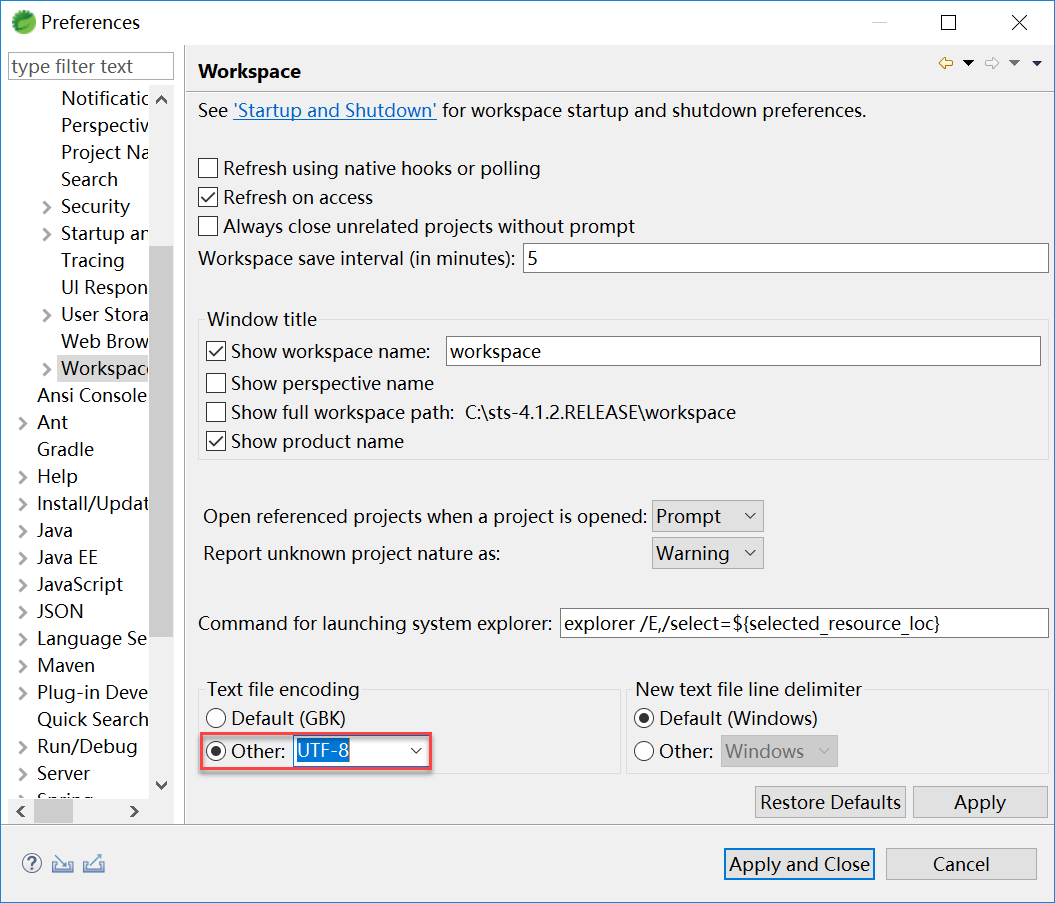 Preferences
type filter text
Notificatic
Perspectiv
Project Na
Search
Security
Startup an
Tracing
UI Respon
User Stora
Web Brow
Workspace
Ansi Console
Ant
Gradle
Help
Install/Updat
Java
Java EE
JavaScript
JSON
Language Se
Maven
Plug-in Deve
Quick Search
Run/Debug
Server
Workspace
See 'Startup and Shutdown' for workspace startup and shutdown preferences.
Refresh using native hooks or polling
Refresh on access
Always close unrelated projects without prompt
Workspace save interval (in minutes): 5
Window title
Show workspace name: workspace
Show perspective name
Show full workspace path: C:\sts-4.1.2.RELEASE\workspace
Show product name
Open referenced projects when a project is opened: Prompt
Report unknown project nature as: Warning
Command for launching system explorer: explorer /E,/select=${selected_resource_loc}
Text file encoding
Default (GBK)
Other: UTF-8
New text file line delimiter
Default (Windows)
Other: Windows
Restore Defaults
Apply
Apply and Close
Cancel